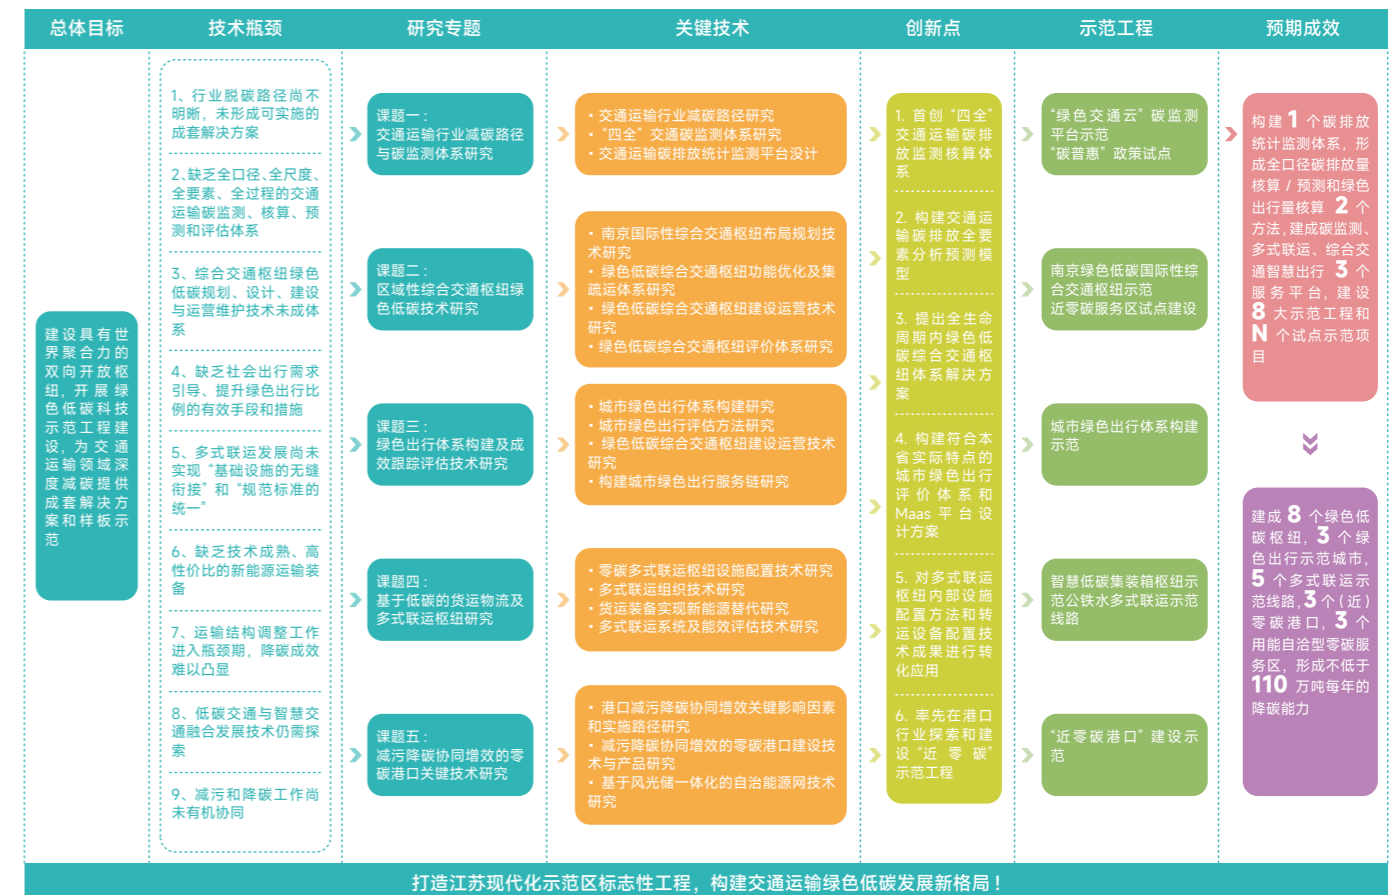 总体目标
技术瓶颈
研究专题
关键技术
创新点
示范工程
预期成效
建设具有世
界聚合力的
双向开放枢
纽,开展绿
色低碳科技
示范工程建
设,为交通
运输领域深
度减碳提供
成套解决方
案和样板示
范
1、行业脱碳路径尚不
明晰，未形成可实施的
成套解决方案
2、缺乏全口径、全尺度、
全要素、全过程的交通
运输碳监测、核算、预
测和评估体系
3、综合交通枢纽绿色
低碳规划、设计、建设
与运营维护技术未成体
系
4、缺乏社会出行需求
引导、提升绿色出行比
例的有效手段和措施
5、多式联运发展尚未
实现“基础设施的无缝
衔接”和“规范标准的
统一”
6、缺乏技术成熟、高
性价比的新能源运输装
备
7、运输结构调整工作
进入瓶颈期，降碳成效
难以凸显
8、低碳交通与智慧交
通融合发展技术仍需探
索
9、减污和降碳工作尚
未有机协同
课题一：
交通运输行业减碳路径
与碳监测体系研究
课题二：
区域性综合交通枢纽绿
色低碳技术研究
课题三：
绿色出行体系构建及成
效跟踪评估技术研究
课题四：
基于低碳的货运物流及
多式联运枢纽研究
课题五：
减污降碳协同增效的零
碳港口关键技术研究
·交通运输行业减碳路径研究
·“四全”交通碳监测体系研究
·交通运输碳排放统计监测平台没计
·南京国际性综合交通枢纽布局规划技
术研究
·绿色低碳综合交通枢纽功能优化及集
疏运体系研究
·绿色低碳综合交通枢纽建设运营技术
研究
·绿色低碳综合交通枢纽评价体系研究
·城市绿色出行体系构建研究
·城市绿色出行评估方法研究
·绿色低碳综合交通枢纽建设运营技术
研究
·构建城市绿色出行服务链研究
·零碳多式联运枢纽设施配置技术研究
·多式联运组织技术研究
·货运装备实现新能源替代研究
·多式联运系统及能效评估技术研究
·港口减污降碳协同增效关键影响因素
和实施路径研究
·减污降碳协同增效的零碳港口建设技
术与产品研究
·基于风光储一体化的自治能源网技术
研究
1. 首创“四全”
交通运输碳排
放监测核算体
系
2. 构建交通运
输碳排放全要
素分析预测模
型
3. 提出全生命
周期内绿色低
碳综合交通枢
纽体系解决方
案
4. 构建符合本
省实际特点的
城市绿色出行
评价体系和
Maas 平台设
计方案
5. 对多式联运
枢纽内部设施
配置方法和转
运设备配置技
术成果进行转
化应用
6. 率先在港口
行业探索和建
设“近零碳”
示范工程
“绿色交通云”碳监测
平台示范
“碳普惠”政策试点
南京绿色低碳国际性综
合交通枢纽示范
近零碳服务区试点建设
城市绿色出行体系构建
示范
智慧低碳集装箱枢纽示
范公铁水多式联运示范
线路
“近零碳港口”建设示
范
构建 1 个碳排放
统计监测体系，形
成全口径碳排放量
核算 / 预测和绿色
出行量核算 2 个
方法,建成碳监测、
多式联运、综合交
通智慧出行 3 个
服务平台,建设
8 大示范工程和
N 个试点示范项
目
建成 8 个绿色低
碳枢纽,3 个绿
色出行示范城市,
5 个多式联运示
范线路,3 个(近)
零碳港口,3 个
用能自洽型零碳服
务区，形成不低于
110 万吨每年的
降碳能力
打造江苏现代化示范区标志性工程，构建交通运输绿色低碳发展新格局！